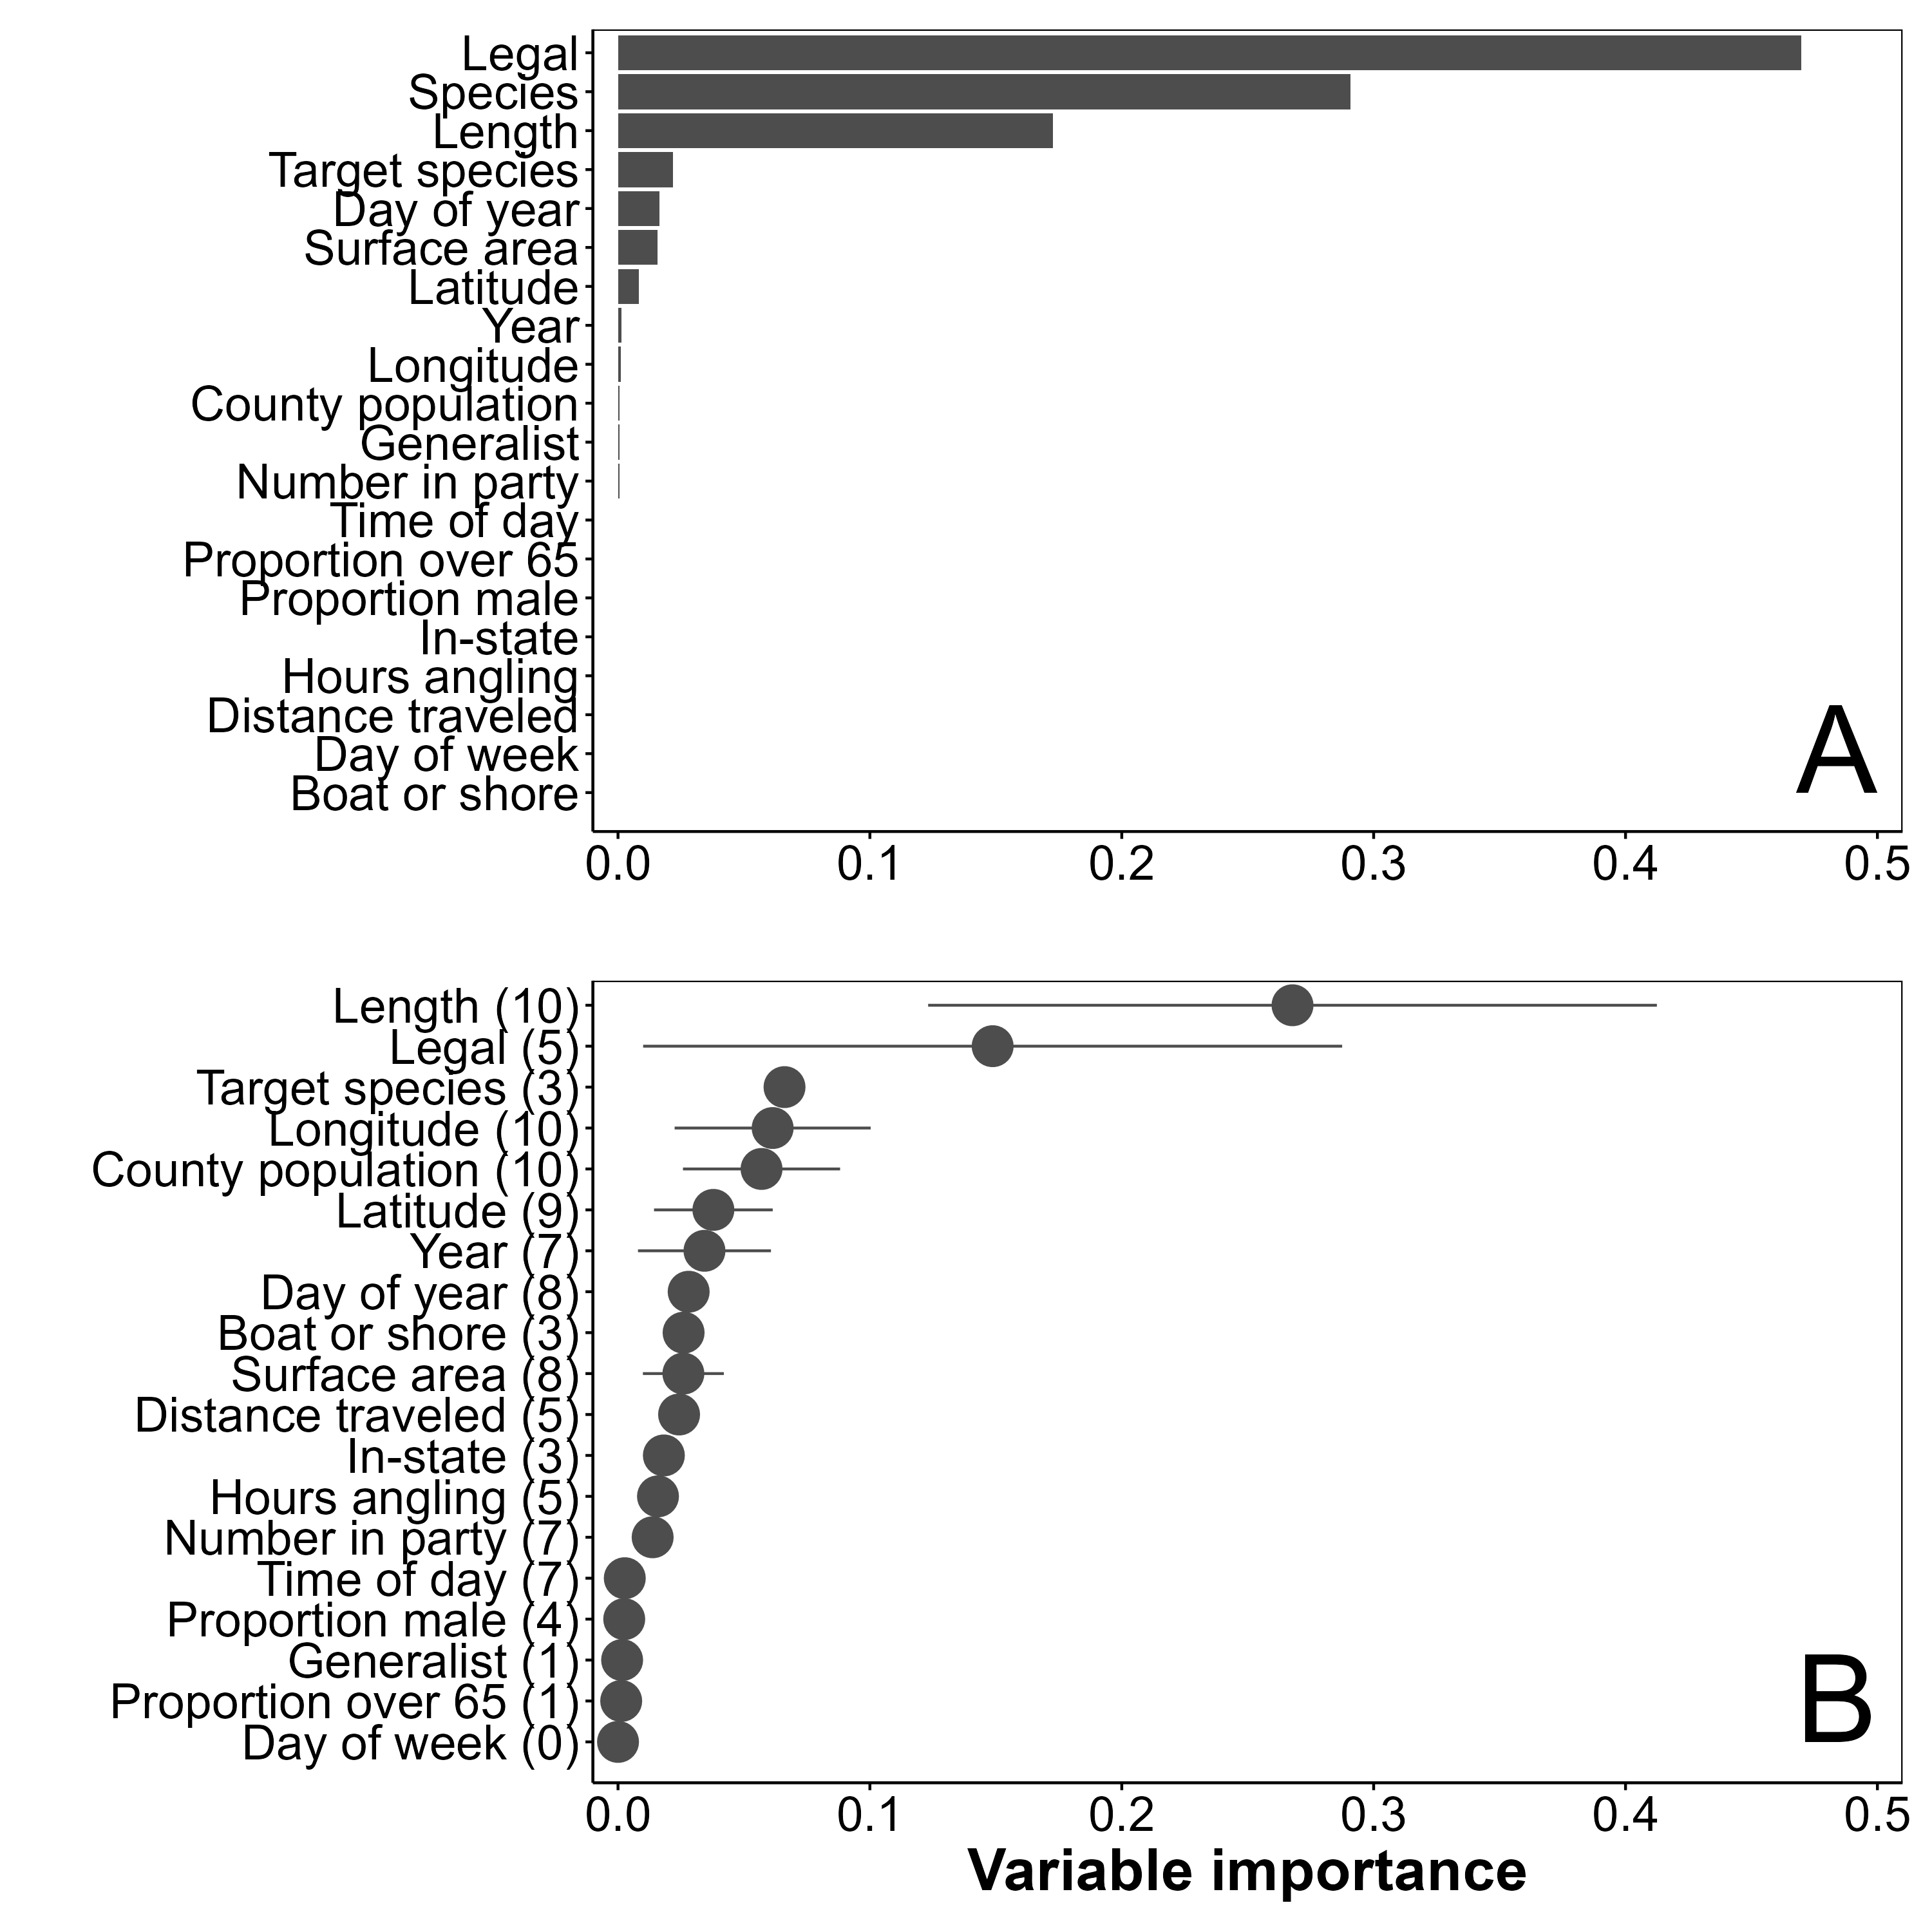 Legal
Species
Length
Target species
Day of year
Surface area
Latitude
Year
Longitude
County population
Generalist
Number in party
Time of day
Proportion over 65
Proportion male
In-state
Hours angling
Distance traveled
Day of week
Boat or shore
A
0.0 0.1 0.2 0.3 0.4 0.5
Length (10)
Legal (5)
Target species (3)
Longitude (10)
County population (10)
Latitude (9)
Year (7)
Day of year (8)
Boat or shore (3)
Surface area (8)
Distance traveled (5)
In-state (3)
Hours angling (5)
Number in party (7)
Time of day (7)
Proportion male (4)
Generalist (1)
Proportion over 65 (1)
Day of week (0)
B
0.0 0.1 0.2 0.3 0.4 0.5
Variable importance